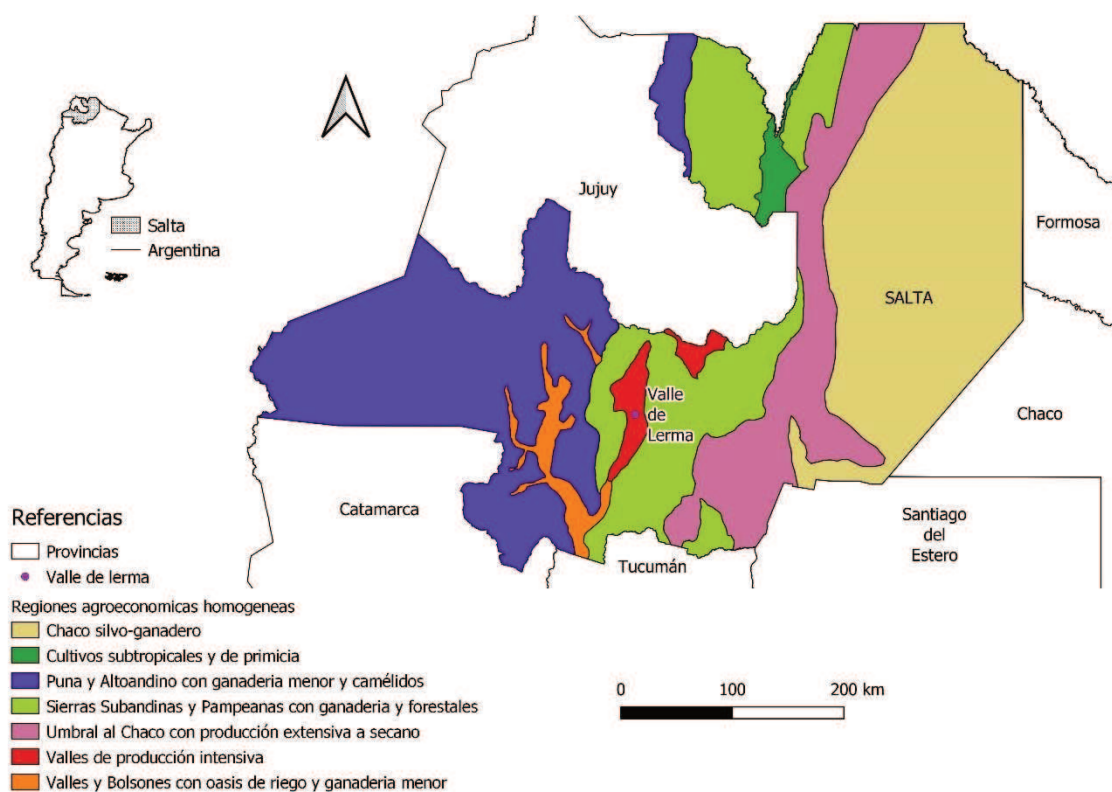 Jujuy
Formosa
Salta
Argentina
SALTA
Valle
de
Lerma
Chaco
Catamarca
Santiago
del
Estero
Tucumán
Referencias
Provincias
Valle de lerma
Regiones agroeconomicas homogeneas
Chaco silvo-ganadero
Cultivos subtropicales y de primicia
Puna y Altoandino con ganaderia menor y camélidos
Sierras Subandinas y Pampeanas con ganaderia y forestales
Umbral al Chaco con producción extensiva a secano
Valles de producción intensiva
Valles y Bolsones con oasis de riego y ganaderia menor
0 100 200 km